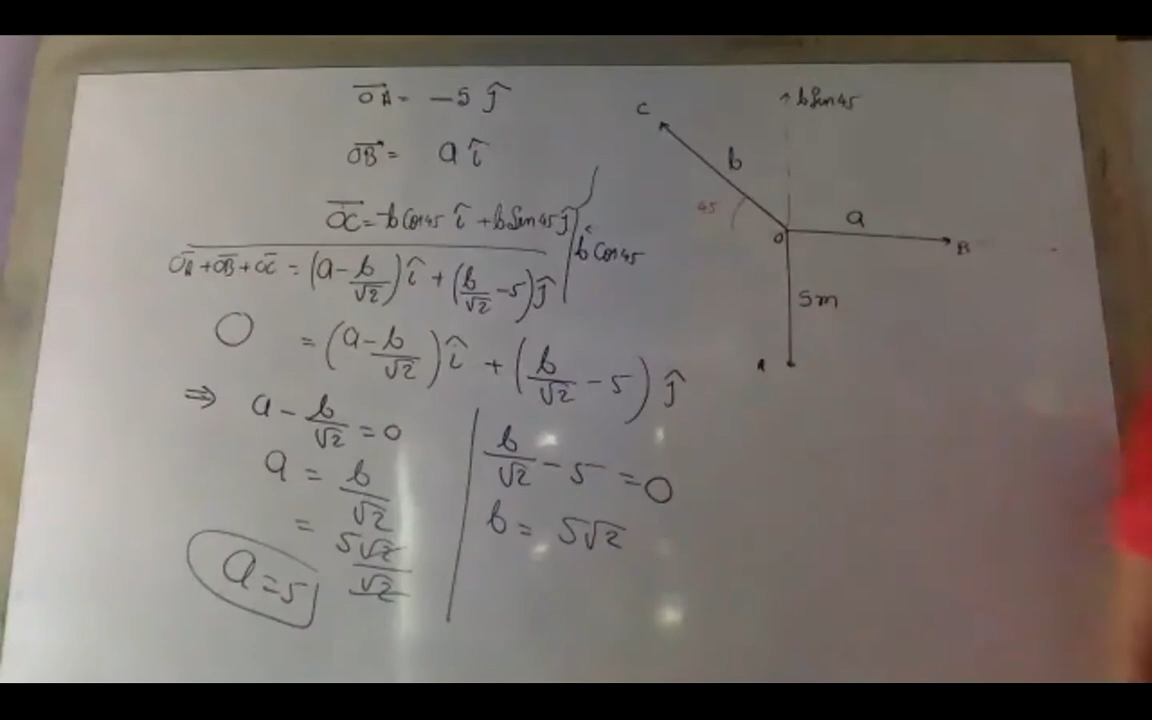 OA = −5 ĵ
OB = a î
OC = -b Cos45 î + b Sin45 ĵ
OA + OB + OC = (a − b/√2) î + (b/√2 − 5) ĵ
O = (a − b/√2) î + (b/√2 − 5) ĵ
⇒ a − b/√2 = 0
a = b/√2
= 5√2/√2
a = 5
b/√2 − 5 = 0
b = 5√2
b Sin45
C
b
45
a
O
B
b Cos45
5m
A